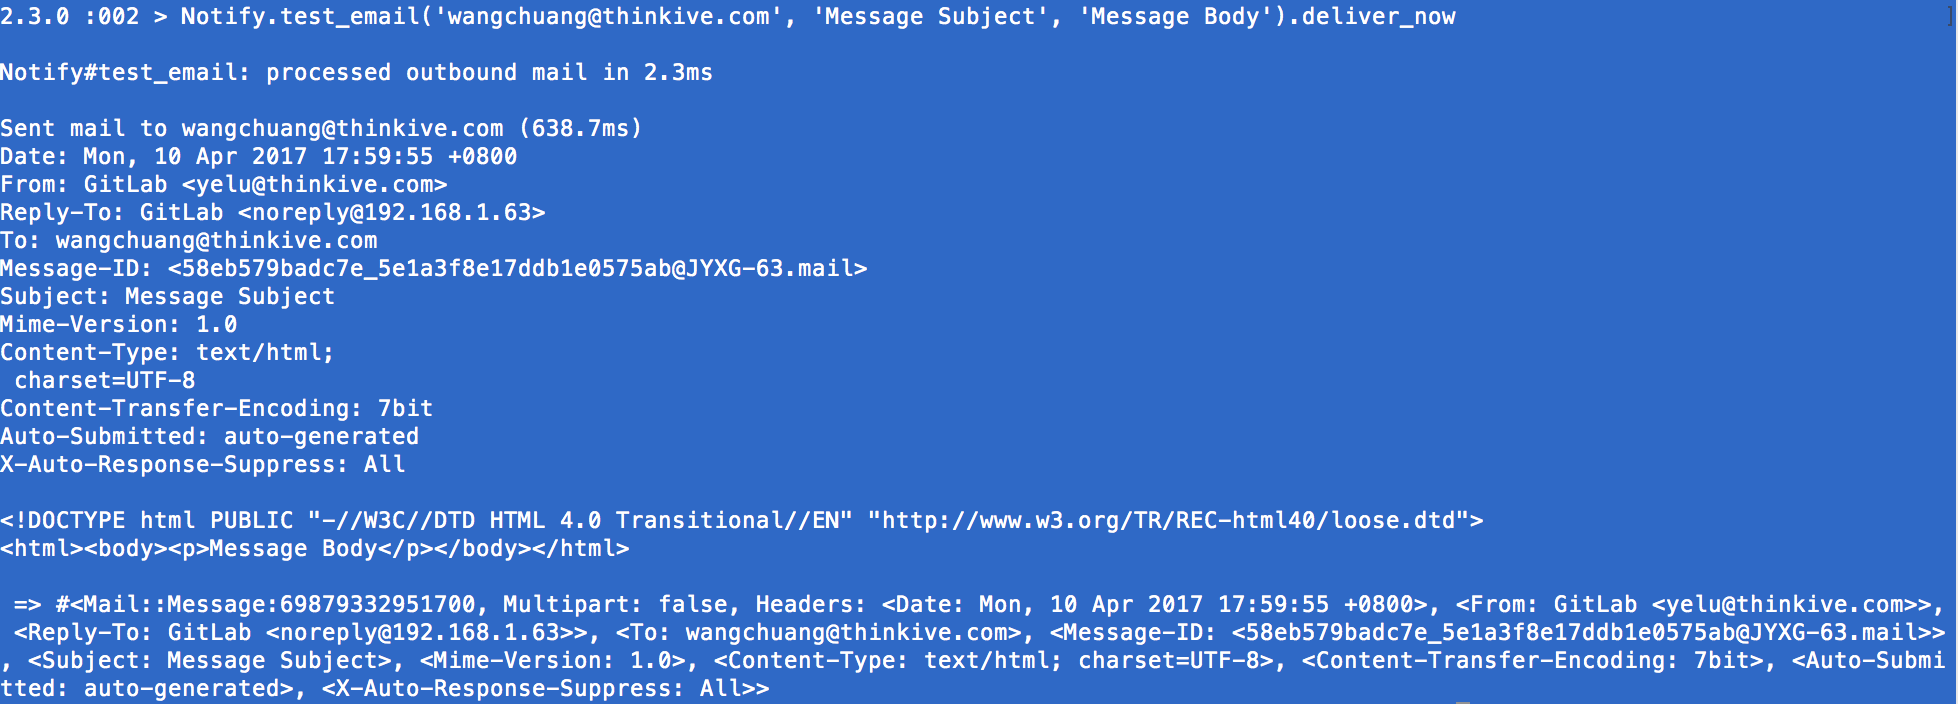 2.3.0 :002 > Notify.test_email('wangchuang@thinkive.com', 'Message Subject', 'Message Body').deliver_now ]
Notify#test_email: processed outbound mail in 2.3ms
Sent mail to wangchuang@thinkive.com (638.7ms)
Date: Mon, 10 Apr 2017 17:59:55 +0800
From: GitLab <yelu@thinkive.com>
Reply-To: GitLab <noreply@192.168.1.63>
To: wangchuang@thinkive.com
Message-ID: <58eb579badc7e_5e1a3f8e17ddb1e0575ab@JYXG-63.mail>
Subject: Message Subject
Mime-Version: 1.0
Content-Type: text/html;
 charset=UTF-8
Content-Transfer-Encoding: 7bit
Auto-Submitted: auto-generated
X-Auto-Response-Suppress: All
<!DOCTYPE html PUBLIC "-//W3C//DTD HTML 4.0 Transitional//EN" "http://www.w3.org/TR/REC-html40/loose.dtd">
<html><body><p>Message Body</p></body></html>
 => #<Mail::Message:69879332951700, Multipart: false, Headers: <Date: Mon, 10 Apr 2017 17:59:55 +0800>, <From: GitLab <yelu@thinkive.com>>,
 <Reply-To: GitLab <noreply@192.168.1.63>>, <To: wangchuang@thinkive.com>, <Message-ID: <58eb579badc7e_5e1a3f8e17ddb1e0575ab@JYXG-63.mail>>
, <Subject: Message Subject>, <Mime-Version: 1.0>, <Content-Type: text/html; charset=UTF-8>, <Content-Transfer-Encoding: 7bit>, <Auto-Submi
tted: auto-generated>, <X-Auto-Response-Suppress: All>>